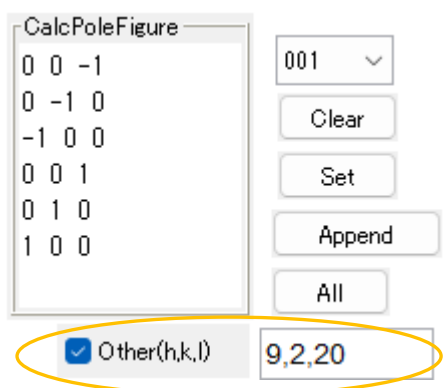 CalcPoleFigure
0 0 -1
0 -1 0
-1 0 0
0 0 1
0 1 0
1 0 0
001
Clear
Set
Append
All
Other(h,k,l)
9,2,20